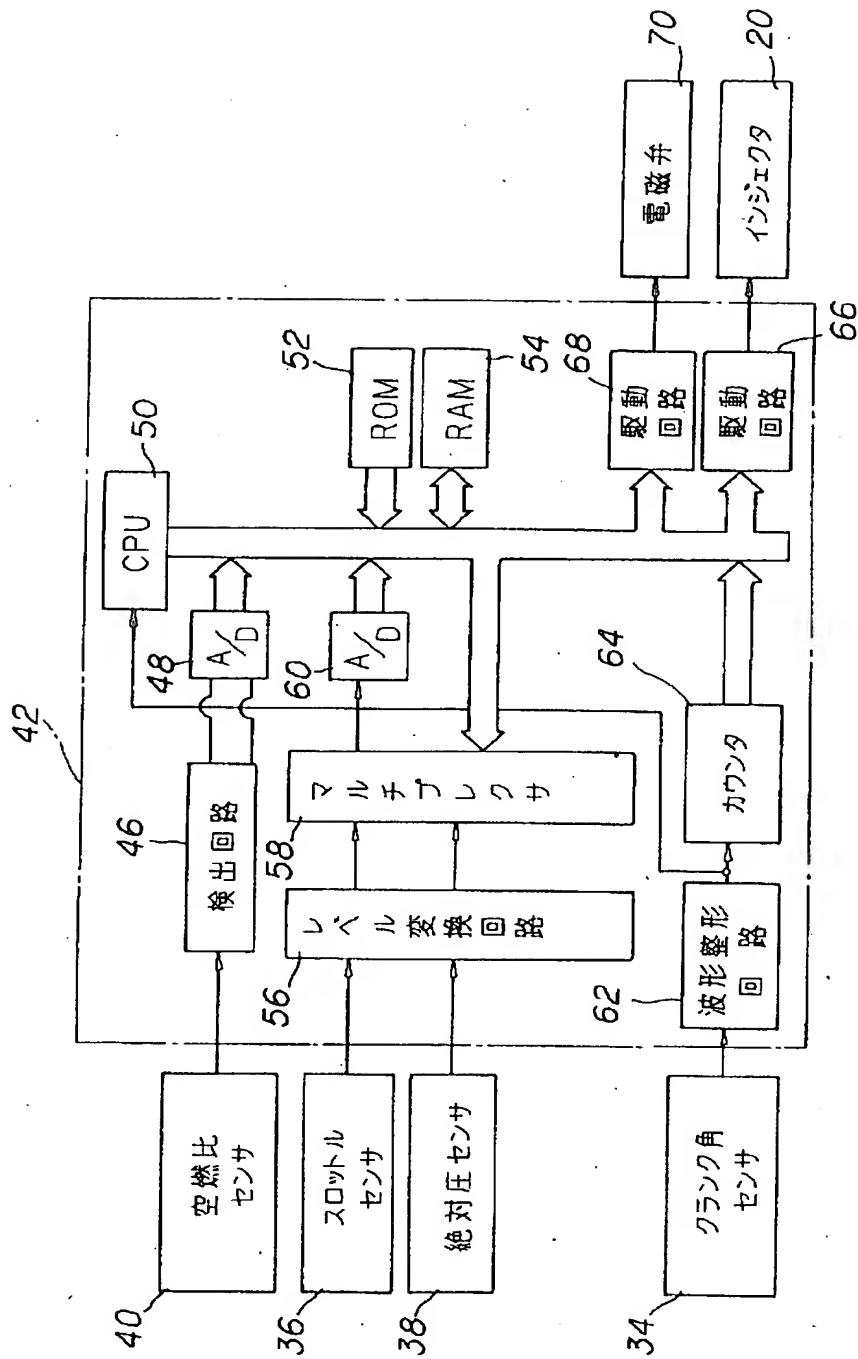 42
40
空燃比
センサ
46
検出回路
48
A/D
50
CPU
52
ROM
54
RAM
36
スロットル
センサ
38
絶対圧センサ
56
レベル変換回路
58
マルチプレクサ
60
A/D
34
クランク角
センサ
62
波形整形
回路
64
カウンタ
68
駆動
回路
70
電磁弁
66
駆動
回路
20
インジェクタ